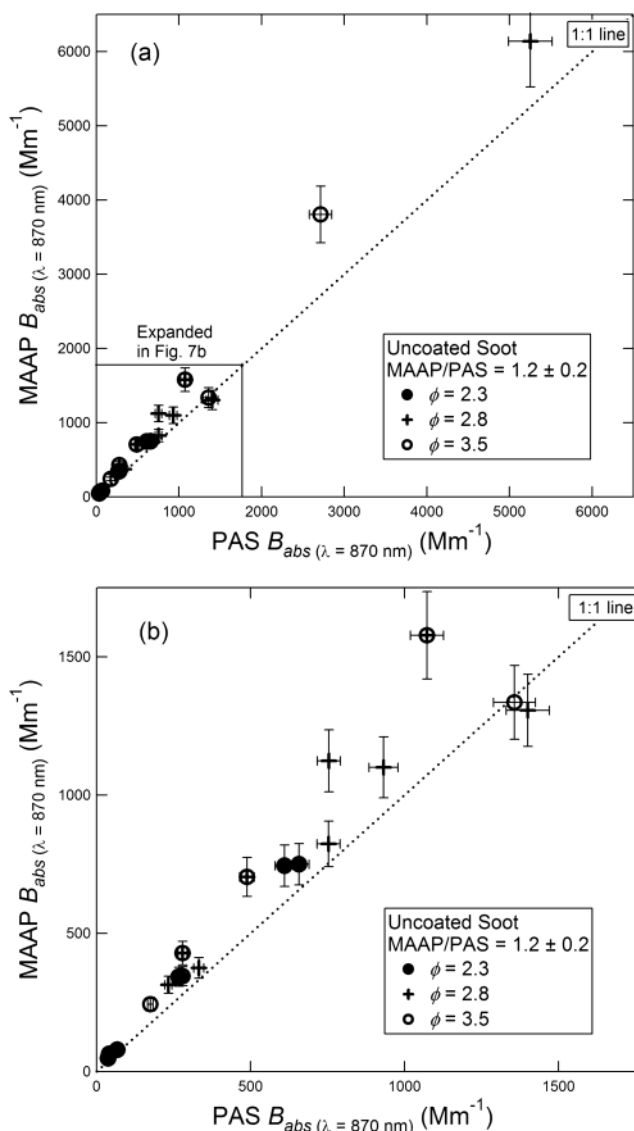 (a)
1:1 line
6000
5000
4000
3000
2000
1000
0
MAAP Babs (λ = 870 nm) (Mm-1)
Expanded
in Fig. 7b
Uncoated Soot
MAAP/PAS = 1.2 ± 0.2
ϕ = 2.3
ϕ = 2.8
ϕ = 3.5
0 1000 2000 3000 4000 5000 6000
PAS Babs (λ = 870 nm) (Mm-1)
(b)
1:1 line
1500
1000
500
0
MAAP Babs (λ = 870 nm) (Mm-1)
Uncoated Soot
MAAP/PAS = 1.2 ± 0.2
ϕ = 2.3
ϕ = 2.8
ϕ = 3.5
0 500 1000 1500
PAS Babs (λ = 870 nm) (Mm-1)